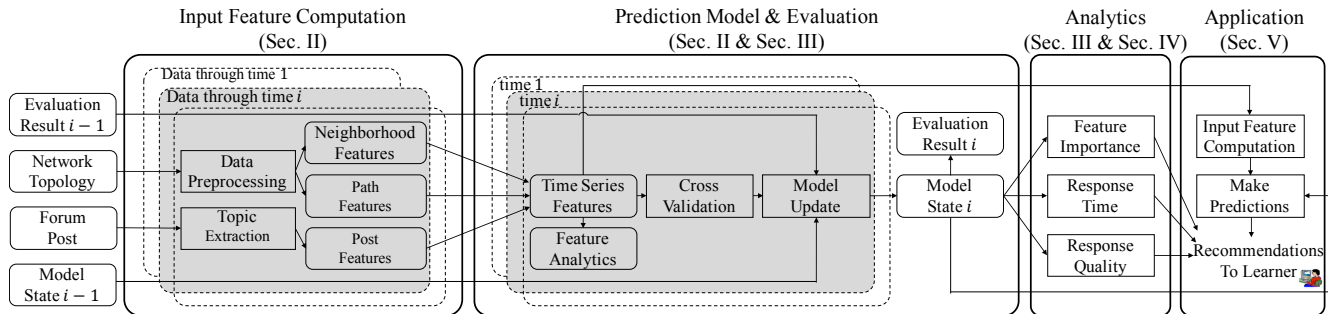 Input Feature Computation
(Sec. II)
Prediction Model & Evaluation
(Sec. II & Sec. III)
Analytics
(Sec. III & Sec. IV)
Application
(Sec. V)
Data through time 1
Data through time i
time 1
time i
Evaluation
Result i − 1
Network
Topology
Forum
Post
Model
State i − 1
Data
Preprocessing
Topic
Extraction
Neighborhood
Features
Path
Features
Post
Features
Time Series
Features
Feature
Analytics
Cross
Validation
Model
Update
Evaluation
Result i
Model
State i
Feature
Importance
Response
Time
Response
Quality
Input Feature
Computation
Make
Predictions
Recommendations
To Learner